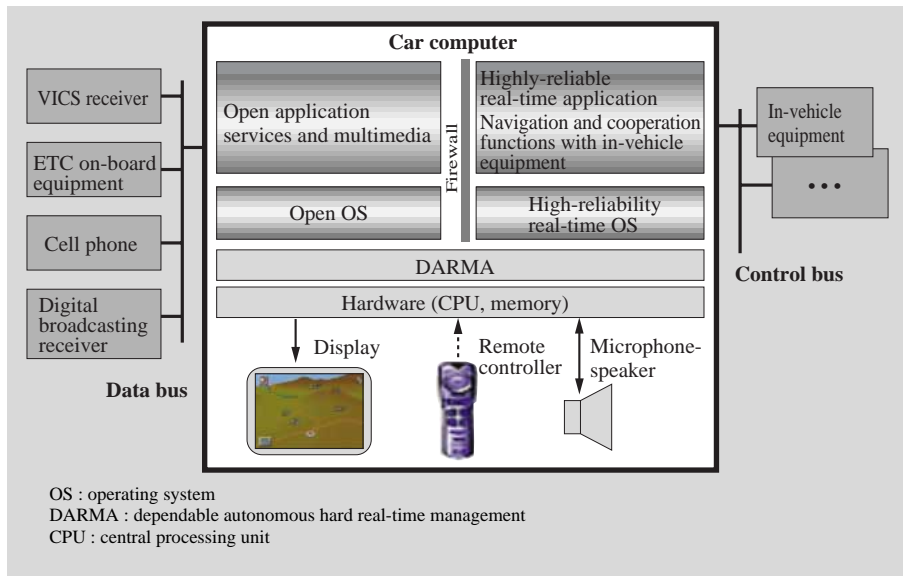 Car computer
VICS receiver
ETC on-board
equipment
Cell phone
Digital
broadcasting
receiver
Data bus
Open application
services and multimedia
Open OS
Firewall
Highly-reliable
real-time application
Navigation and cooperation
functions with in-vehicle
equipment
High-reliability
real-time OS
DARMA
Hardware (CPU, memory)
Display
Remote
controller
Microphone-
speaker
In-vehicle
equipment
•••
Control bus
OS : operating system
DARMA : dependable autonomous hard real-time management
CPU : central processing unit